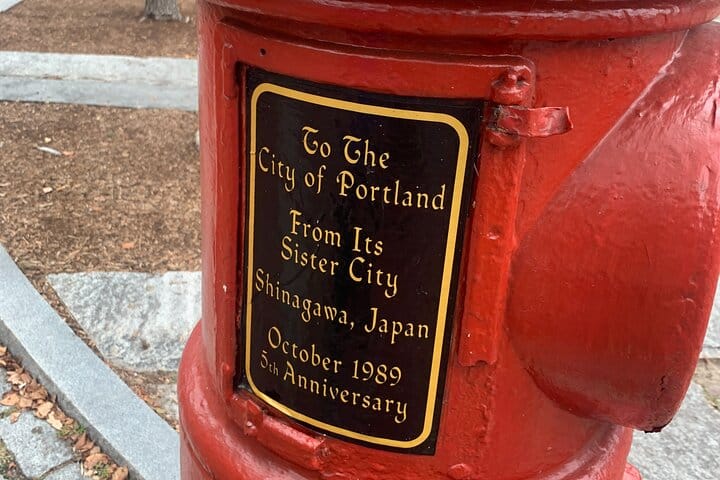 To The
City of Portland
From Its
Sister City
Shinagawa, Japan
October 1989
5th Anniversary